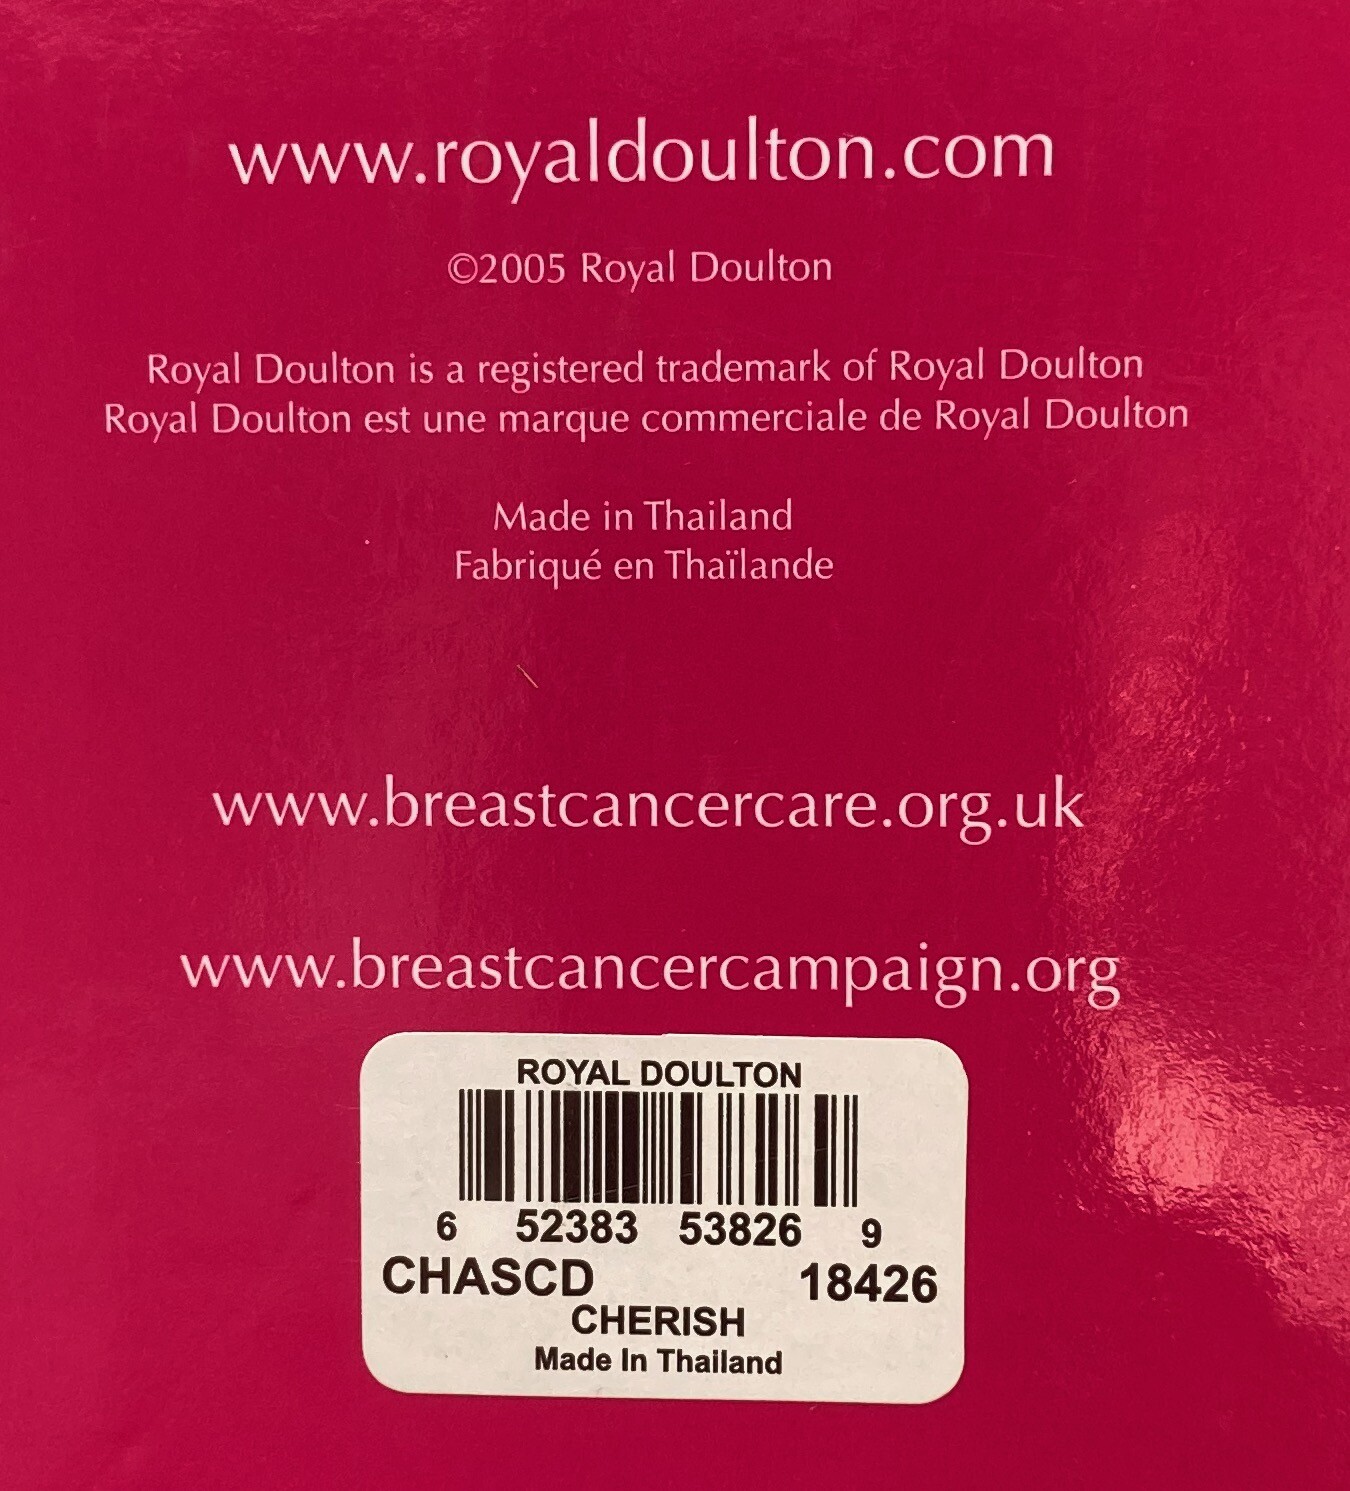 www.royaldoulton.com
©2005 Royal Doulton
Royal Doulton is a registered trademark of Royal Doulton
Royal Doulton est une marque commerciale de Royal Doulton
Made in Thailand
Fabriqué en Thaïlande
www.breastcancercare.org.uk
www.breastcancercampaign.org
ROYAL DOULTON
6 52383 53826 9
CHASCD 18426
CHERISH
Made In Thailand